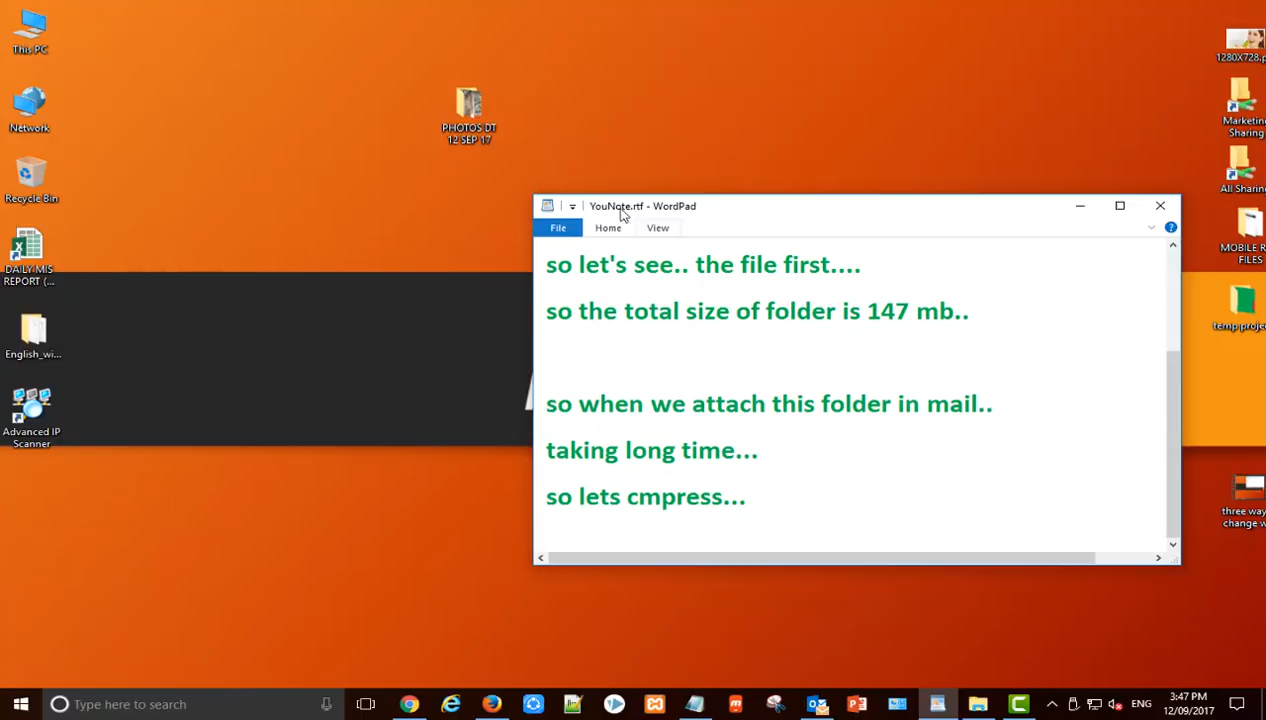 This PC
Network
Recycle Bin
DAILY MIS
REPORT (...
English_wi...
Advanced IP
Scanner
PHOTOS DT
12 SEP 17
YouNote.rtf - WordPad
File Home View
so let's see.. the file first....
so the total size of folder is 147 mb..
so when we attach this folder in mail..
taking long time...
so lets cmpress...
1280X728.p
Marketing
Sharing
All Sharin
MOBILE R
FILES
temp proje
three way
change w
Type here to search
ENG
3:47 PM
12/09/2017